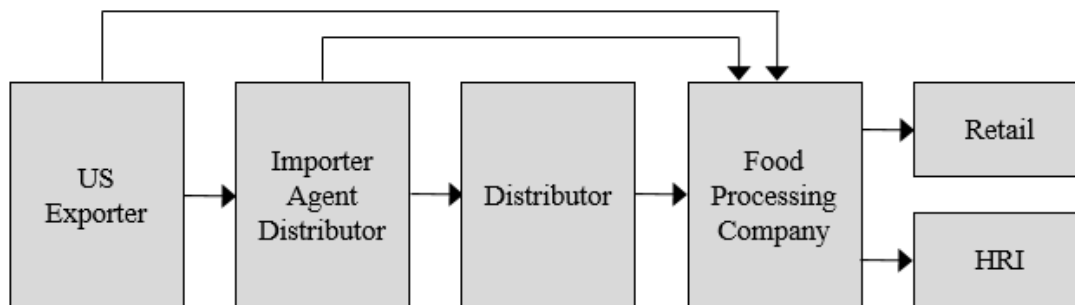 US
Exporter
Importer
Agent
Distributor
Distributor
Food
Processing
Company
Retail
HRI